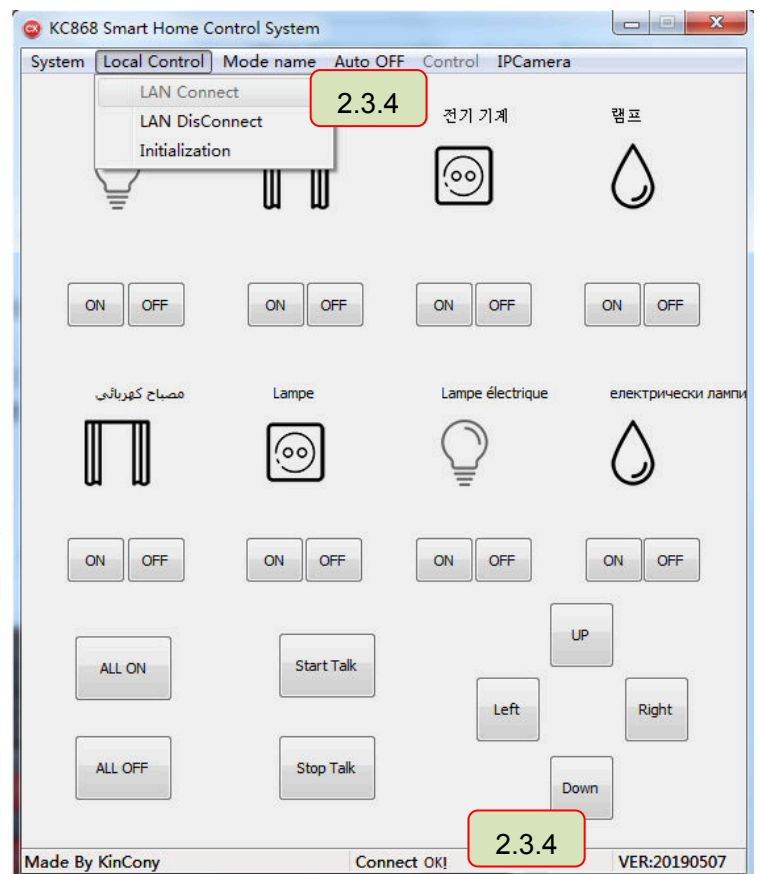 KC868 Smart Home Control System
System Local Control Mode name Auto OFF Control IPCamera
LAN Connect
LAN DisConnect
Initialization
2.3.4
전기 기계
램프
ON OFF ON OFF ON OFF ON OFF
مصباح كهربائي
Lampe
Lampe électrique
електрически лампи
ON OFF ON OFF ON OFF ON OFF
ALL ON
Start Talk
UP
Left
Right
ALL OFF
Stop Talk
Down
2.3.4
Made By KinCony
Connect OK!
VER:20190507